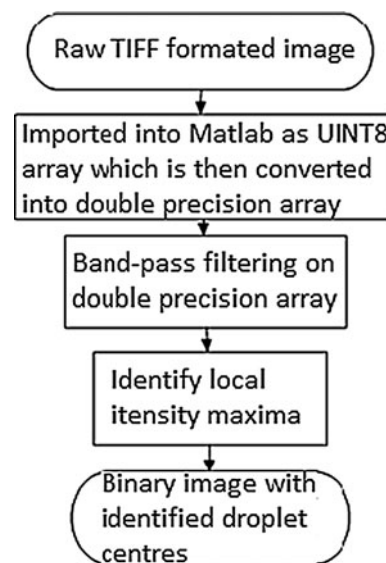 Raw TIFF formated image
Imported into Matlab as UINT8
array which is then converted
into double precision array
Band-pass filtering on
double precision array
Identify local
itensity maxima
Binary image with
identified droplet
centres